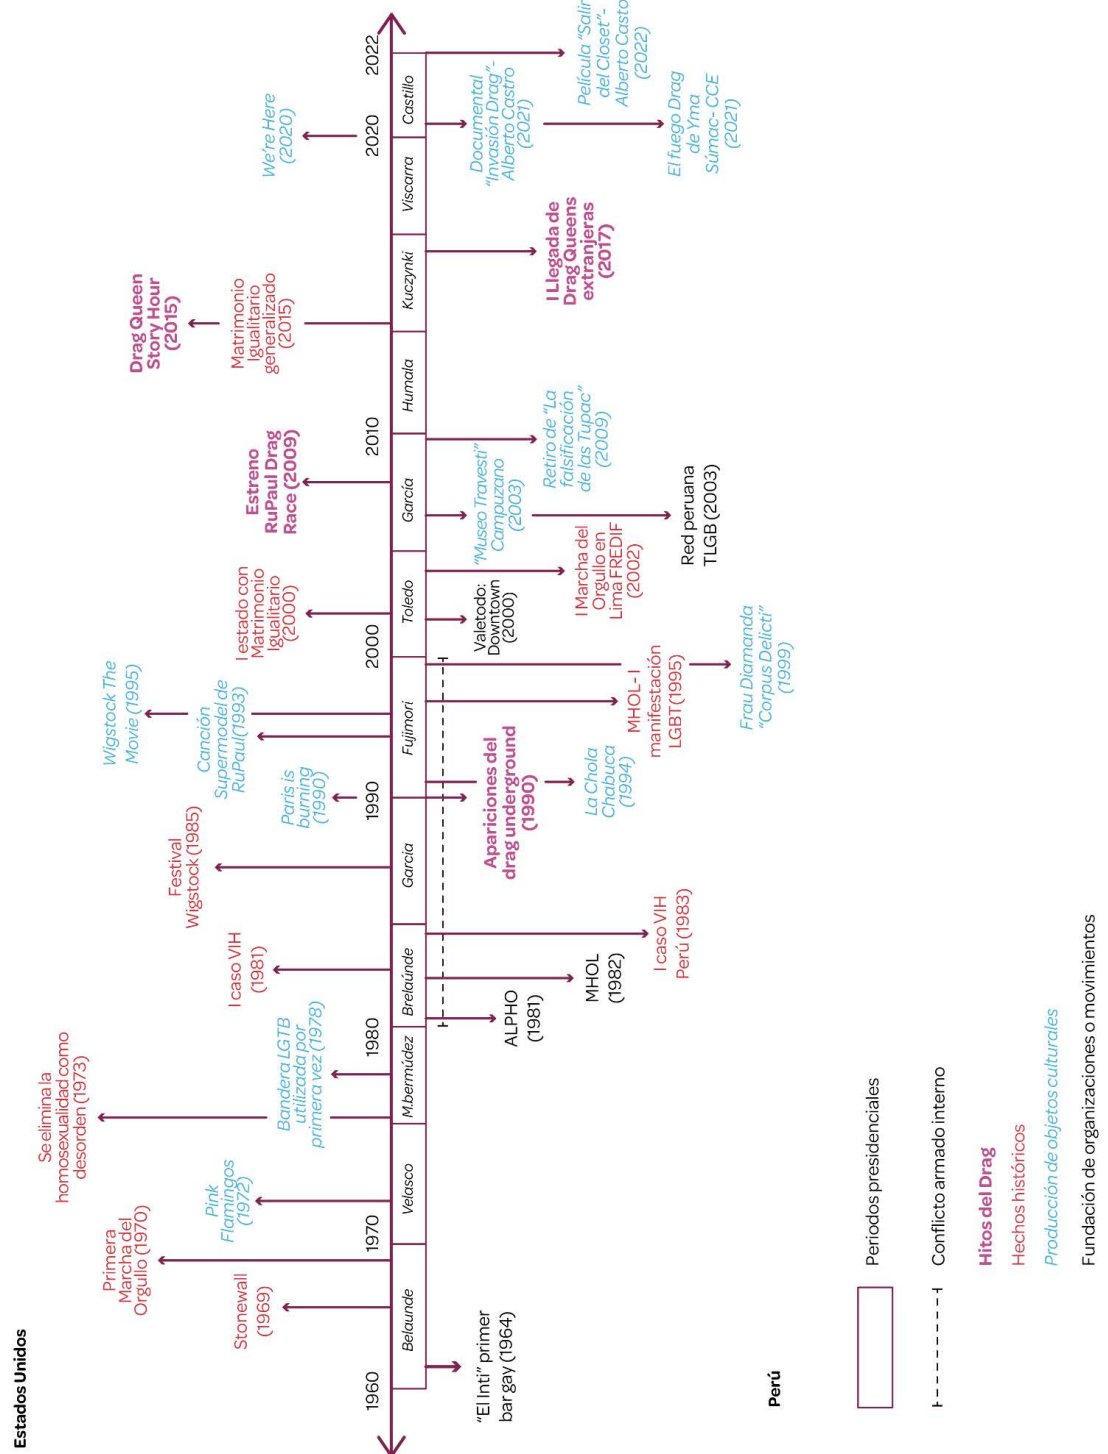 Estados Unidos
Stonewall
(1969)
Primera
Marcha del
Orgullo (1970)
Pink
Flamingos
(1972)
Se elimina la
homosexualidad como
desorden (1973)
Bandera LGTB
utilizada por
primera vez (1978)
I caso VIH
(1981)
Festival
Wigstock (1985)
Paris is
burning
(1990)
Canción
Supermodel de
RuPaul (1993)
Wigstock The
Movie (1995)
I estado con
Matrimonio
Igualitario
(2000)
Estreno
RuPaul Drag
Race (2009)
Matrimonio
Igualitario
generalizado
(2015)
Drag Queen
Story Hour
(2015)
We're Here
(2020)
1960
1970
1980
1990
2000
2010
2020
2022
Belaunde
Velasco
M.bermúdez
Brelaúnde
Garcia
Fujimori
Toledo
García
Humala
Kuczynki
Viscarra
Castillo
"El Inti" primer
bar gay (1964)
ALPHO
(1981)
MHOL
(1982)
I caso VIH
Perú (1983)
Apariciones del
drag underground
(1990)
La Chola
Chabuca
(1994)
MHOL- I
manifestación
LGBT (1995)
Frau Diamanda
"Corpus Delicti"
(1999)
Valetodo:
Downtown
(2000)
I Marcha del
Orgullo en
Lima FREDIF
(2002)
"Museo Travesti"
Campuzano
(2003)
Red peruana
TLGB (2003)
Retiro de "La
falsificación
de las Tupac"
(2009)
I Llegada de
Drag Queens
extranjeras
(2017)
Documental
"Invasión Drag"-
Alberto Castro
(2021)
El fuego Drag
de Yma
Súmac- CCE
(2021)
Película "Salir
del Closet"-
Alberto Casto
(2022)
Perú
Periodos presidenciales
Conflicto armado interno
Hitos del Drag
Hechos históricos
Producción de objetos culturales
Fundación de organizaciones o movimientos